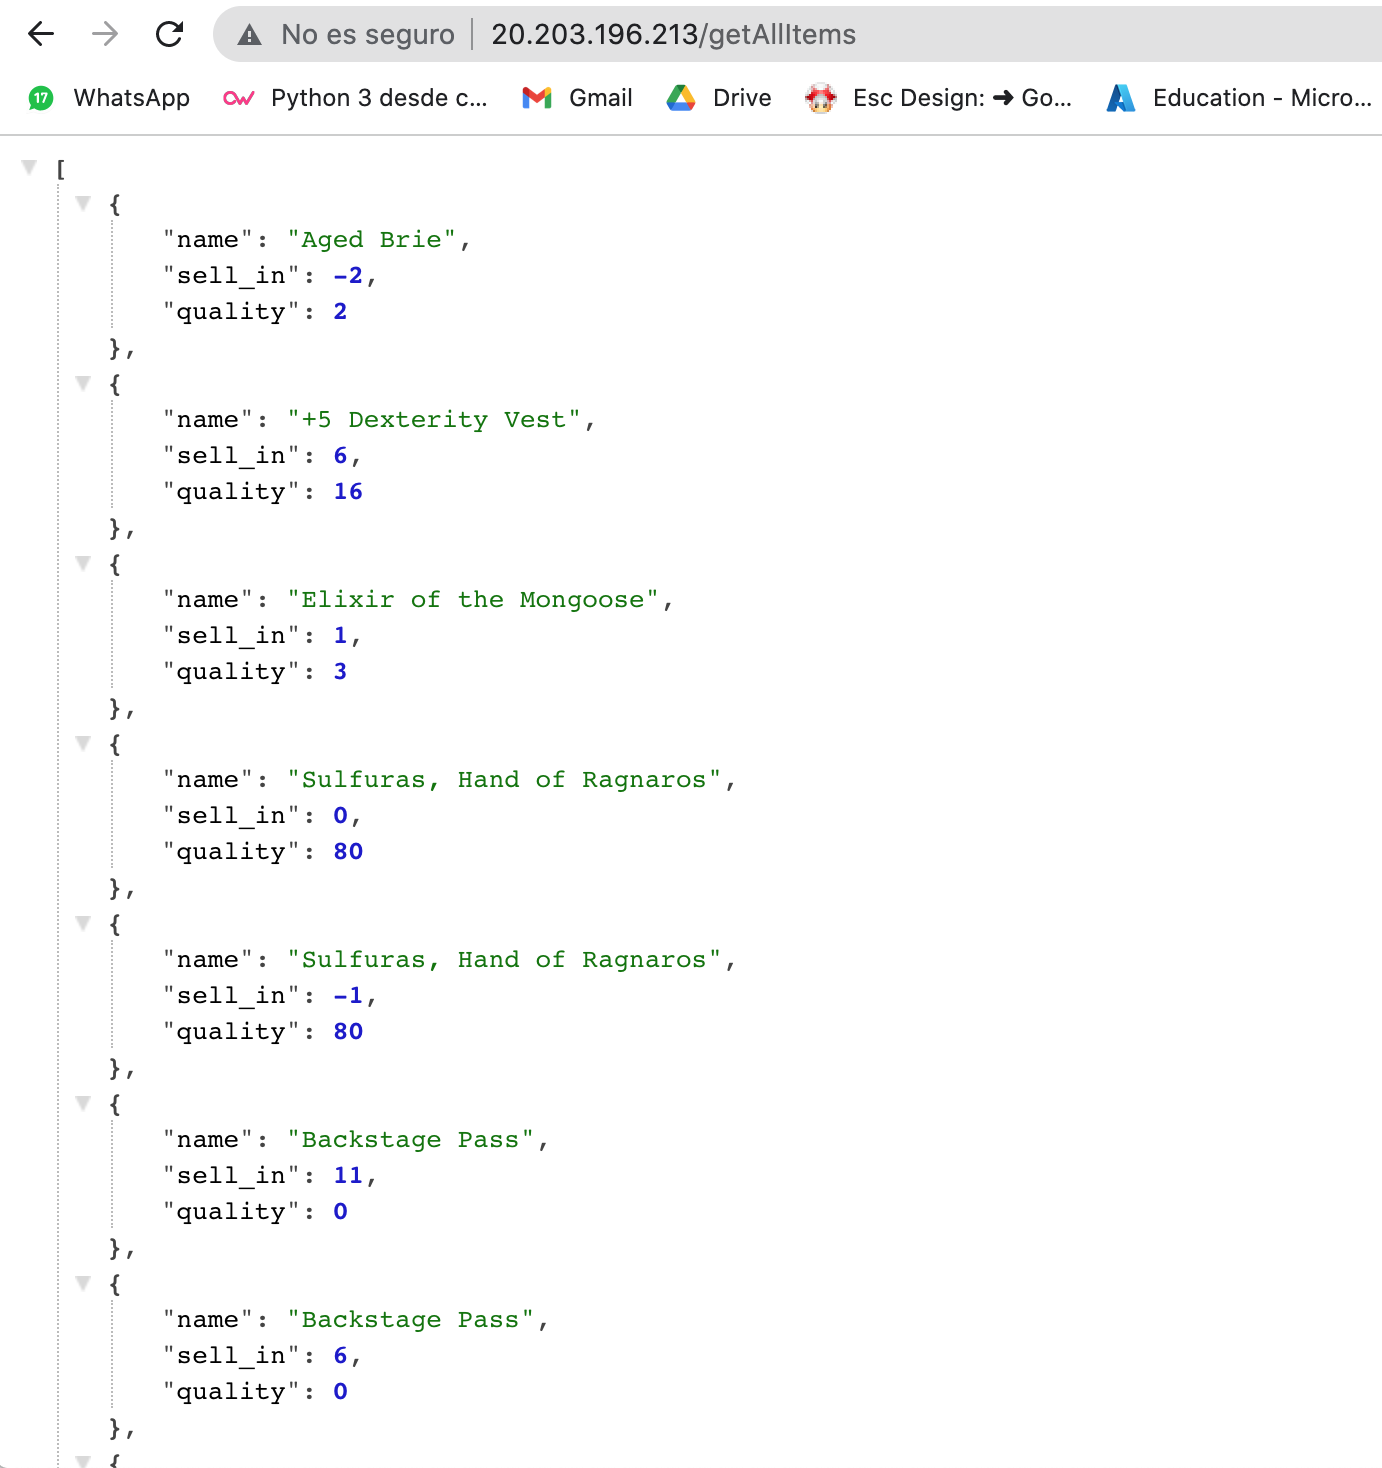 No es seguro | 20.203.196.213/getAllItems
17 WhatsApp Python 3 desde c... Gmail Drive Esc Design: ➜ Go... Education - Micro...
[
{
"name": "Aged Brie",
"sell_in": -2,
"quality": 2
},
{
"name": "+5 Dexterity Vest",
"sell_in": 6,
"quality": 16
},
{
"name": "Elixir of the Mongoose",
"sell_in": 1,
"quality": 3
},
{
"name": "Sulfuras, Hand of Ragnaros",
"sell_in": 0,
"quality": 80
},
{
"name": "Sulfuras, Hand of Ragnaros",
"sell_in": -1,
"quality": 80
},
{
"name": "Backstage Pass",
"sell_in": 11,
"quality": 0
},
{
"name": "Backstage Pass",
"sell_in": 6,
"quality": 0
},
{